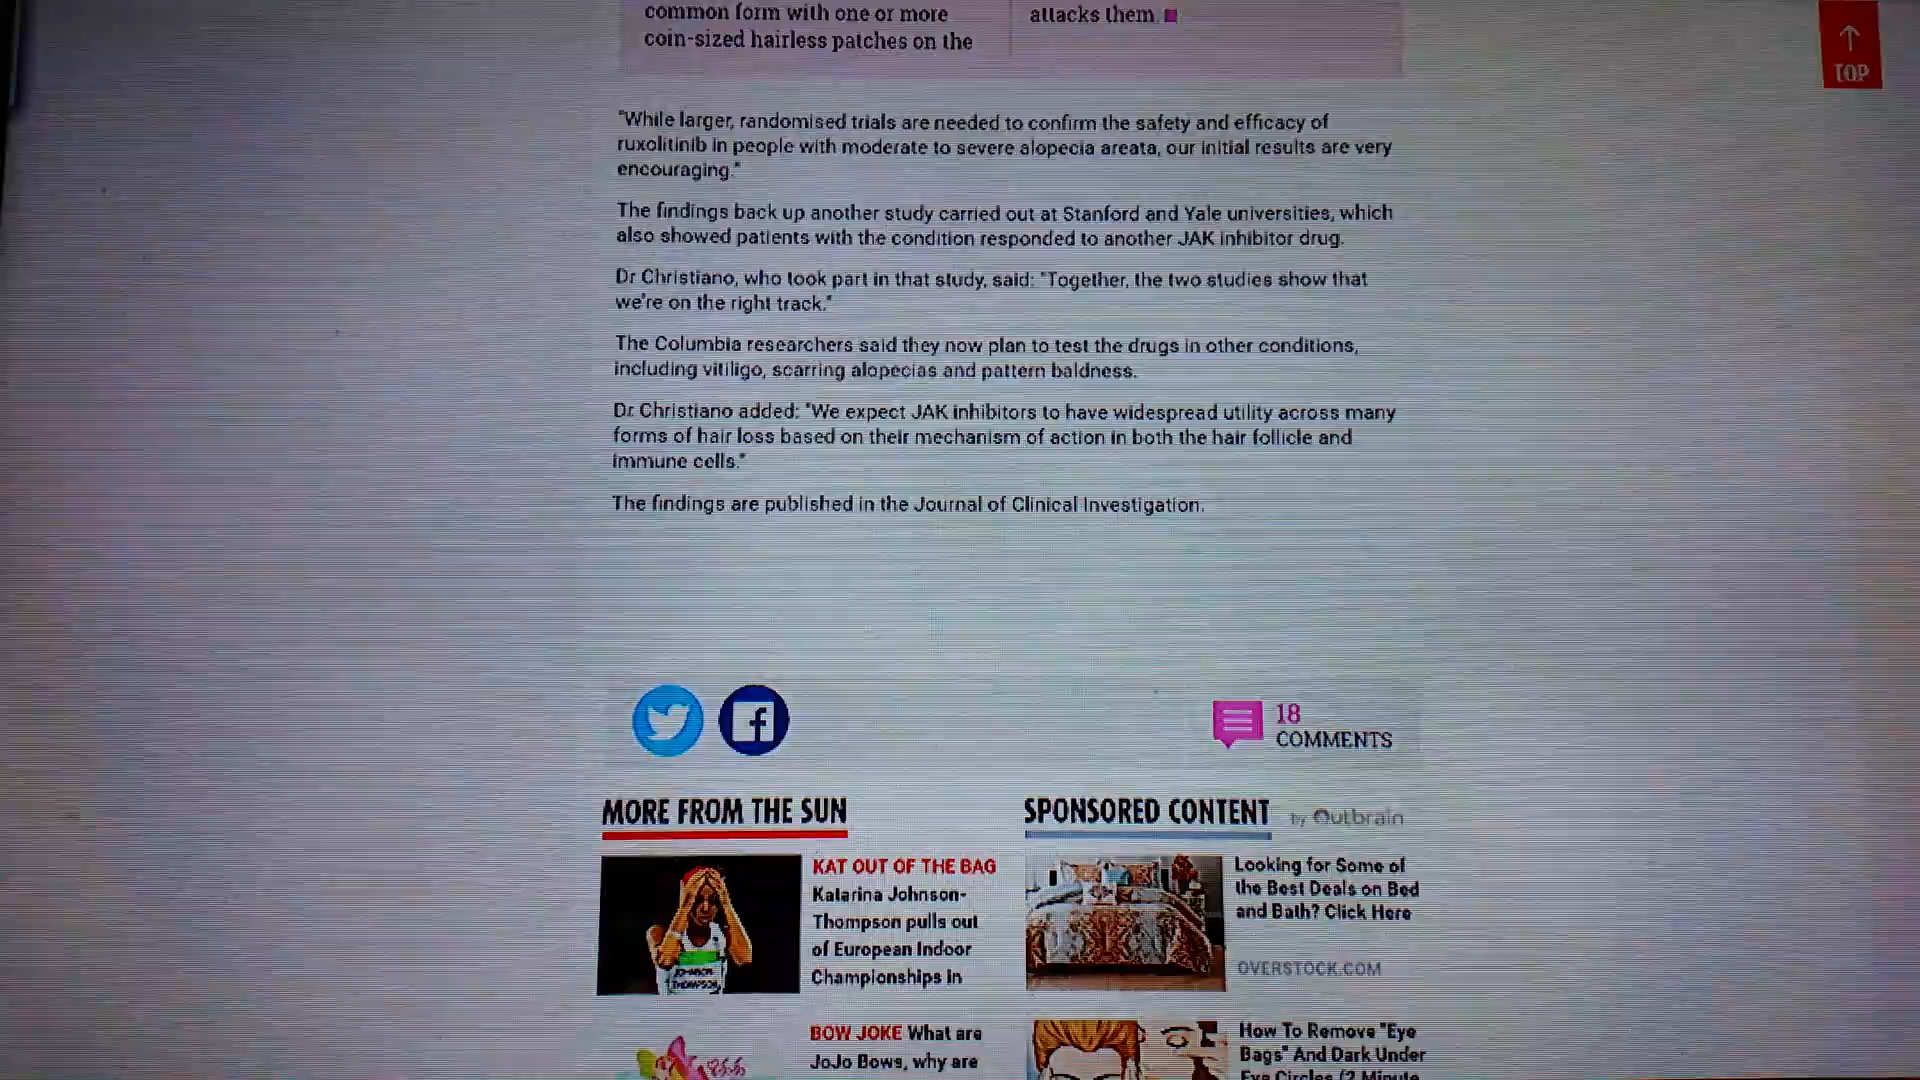 common form with one or more
coin-sized hairless patches on the
attacks them.
TOP
"While larger, randomised trials are needed to confirm the safety and efficacy of
ruxolitinib in people with moderate to severe alopecia areata, our initial results are very
encouraging."
The findings back up another study carried out at Stanford and Yale universities, which
also showed patients with the condition responded to another JAK inhibitor drug.
Dr Christiano, who took part in that study, said: "Together, the two studies show that
we're on the right track."
The Columbia researchers said they now plan to test the drugs in other conditions,
including vitiligo, scarring alopecias and pattern baldness.
Dr Christiano added: "We expect JAK inhibitors to have widespread utility across many
forms of hair loss based on their mechanism of action in both the hair follicle and
immune cells."
The findings are published in the Journal of Clinical Investigation.
18
COMMENTS
MORE FROM THE SUN
KAT OUT OF THE BAG
Katarina Johnson-
Thompson pulls out
of European Indoor
Championships in
JOHNSON
THOMPSON
BOW JOKE What are
JoJo Bows, why are
SPONSORED CONTENT by Outbrain
Looking for Some of
the Best Deals on Bed
and Bath? Click Here
OVERSTOCK.COM
How To Remove "Eye
Bags" And Dark Under
Eye Circles (2 Minute